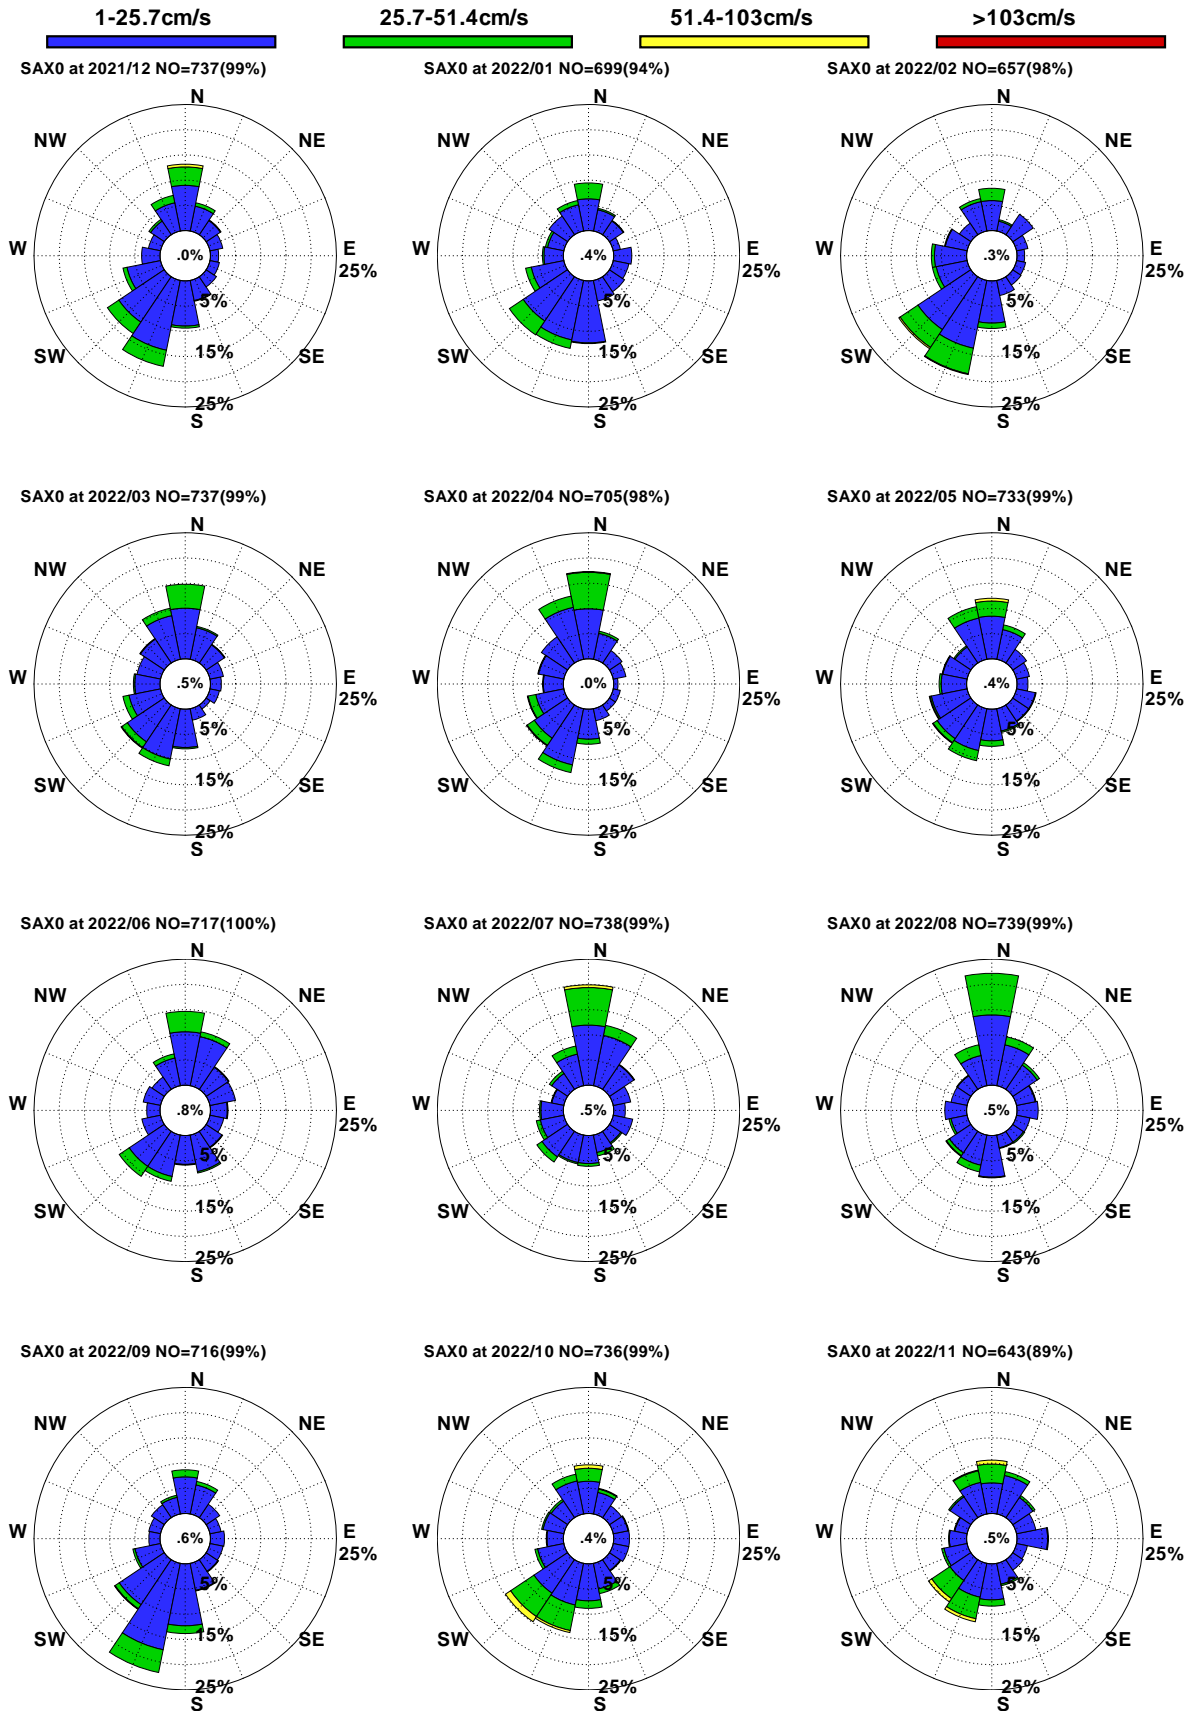 1-25.7cm/s 25.7-51.4cm/s 51.4-103cm/s >103cm/s
SAX0 at 2021/12 NO=737(99%) SAX0 at 2022/01 NO=699(94%) SAX0 at 2022/02 NO=657(98%)
N N N
NW NE NW NE NW NE
W .0% E W .4% E W .3% E
25% 25% 25%
5% 5% 5%
SW 15% SE SW 15% SE SW 15% SE
25% 25% 25%
S S S
SAX0 at 2022/03 NO=737(99%) SAX0 at 2022/04 NO=705(98%) SAX0 at 2022/05 NO=733(99%)
N N N
NW NE NW NE NW NE
W .5% E W .0% E W .4% E
25% 25% 25%
5% 5% 5%
SW 15% SE SW 15% SE SW 15% SE
25% 25% 25%
S S S
SAX0 at 2022/06 NO=717(100%) SAX0 at 2022/07 NO=738(99%) SAX0 at 2022/08 NO=739(99%)
N N N
NW NE NW NE NW NE
W .8% E W .5% E W .5% E
25% 25% 25%
5% 5% 5%
SW 15% SE SW 15% SE SW 15% SE
25% 25% 25%
S S S
SAX0 at 2022/09 NO=716(99%) SAX0 at 2022/10 NO=736(99%) SAX0 at 2022/11 NO=643(89%)
N N N
NW NE NW NE NW NE
W .6% E W .4% E W .5% E
25% 25% 25%
5% 5% 5%
SW 15% SE SW 15% SE SW 15% SE
25% 25% 25%
S S S